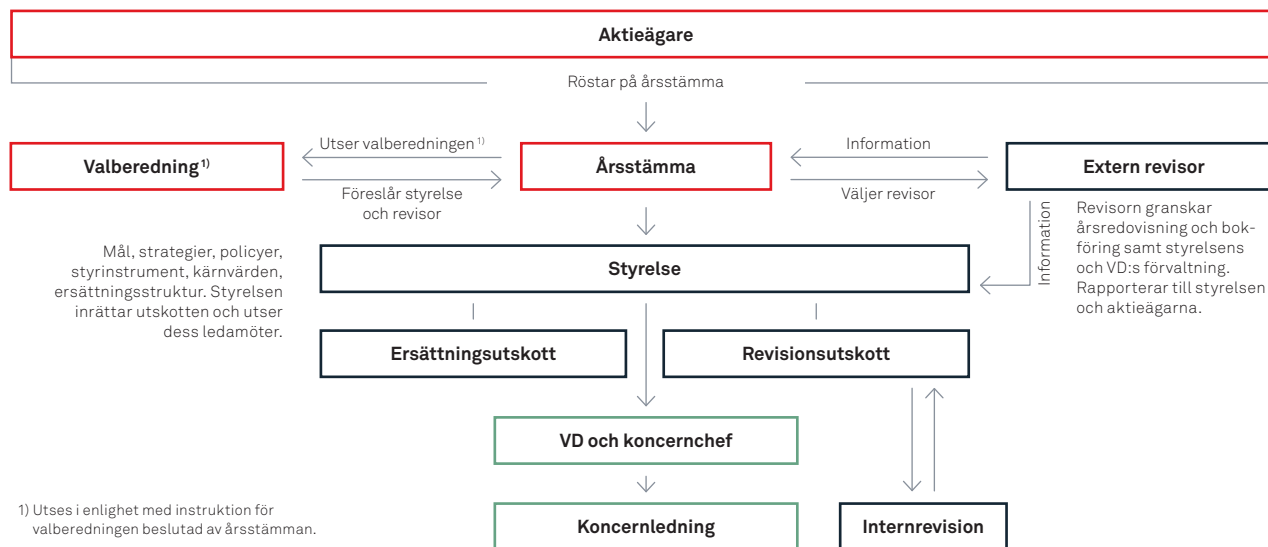 Aktieägare
Röstar på årsstämma
Utser valberedningen 1)
Information
Valberedning 1)
Årsstämma
Extern revisor
Föreslår styrelse
och revisor
Väljer revisor
Information
Revisorn granskar
årsredovisning och bok-
föring samt styrelsens
och VD:s förvaltning.
Rapporterar till styrelsen
och aktieägarna.
Mål, strategier, policyer,
styrinstrument, kärnvärden,
ersättningsstruktur. Styrelsen
inrättar utskotten och utser
dess ledamöter.
Styrelse
Ersättningsutskott
Revisionsutskott
VD och koncernchef
1) Utses i enlighet med instruktion för
valberedningen beslutad av årsstämman.
Koncernledning
Internrevision